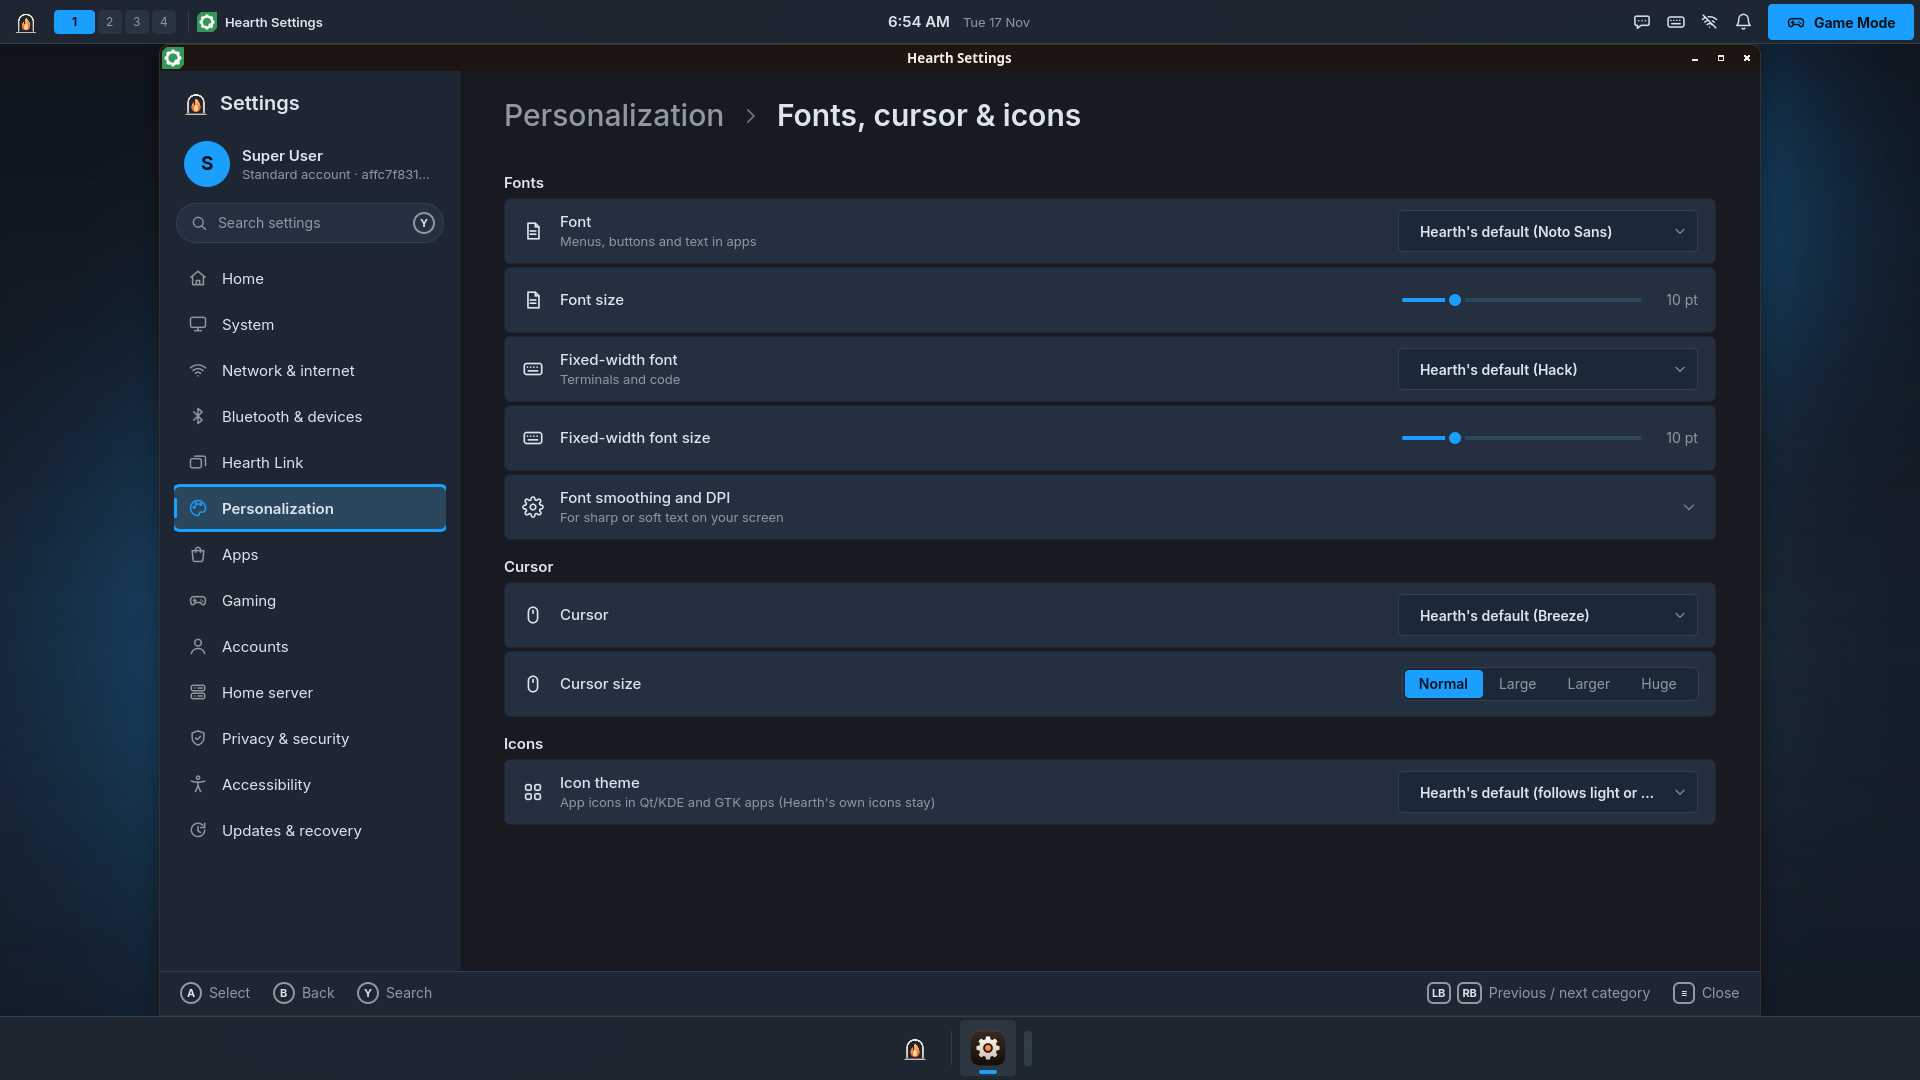 1
2
3
4
Hearth Settings
6:54 AM
Tue 17 Nov
Game Mode
Hearth Settings
Settings
S
Super User
Standard account · affc7f831...
Search settings
Y
Home
System
Network & internet
Bluetooth & devices
Hearth Link
Personalization
Apps
Gaming
Accounts
Home server
Privacy & security
Accessibility
Updates & recovery
Personalization > Fonts, cursor & icons
Fonts
Font
Menus, buttons and text in apps
Hearth's default (Noto Sans)
Font size
10 pt
Fixed-width font
Terminals and code
Hearth's default (Hack)
Fixed-width font size
10 pt
Font smoothing and DPI
For sharp or soft text on your screen
Cursor
Cursor
Hearth's default (Breeze)
Cursor size
Normal
Large
Larger
Huge
Icons
Icon theme
App icons in Qt/KDE and GTK apps (Hearth's own icons stay)
Hearth's default (follows light or ...
A Select
B Back
Y Search
LB RB Previous / next category
Close